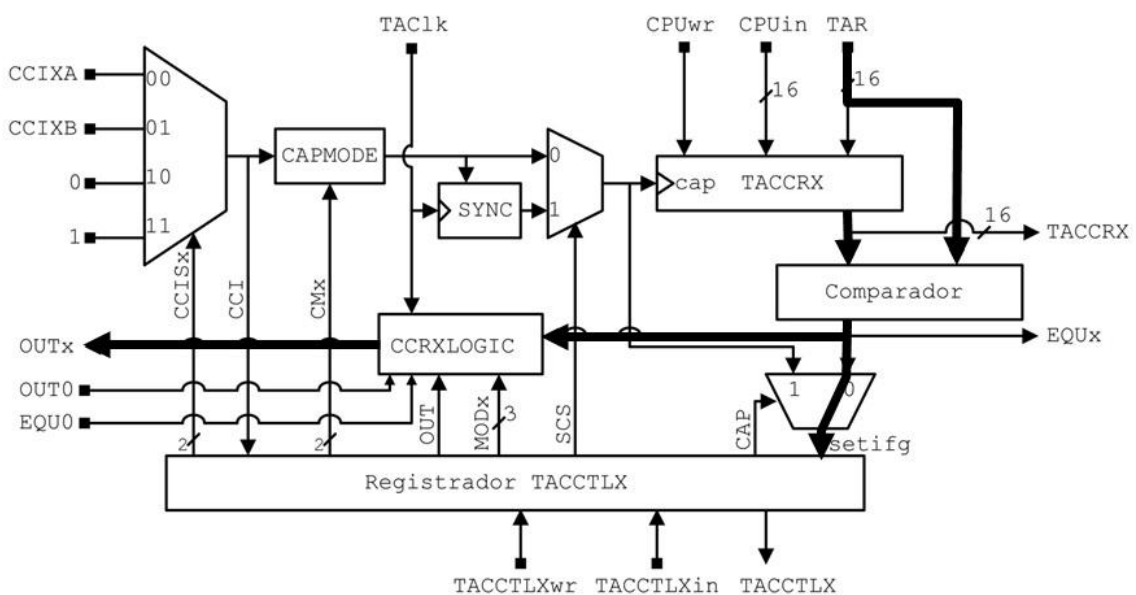 TAClk
CPUwr
CPUin
TAR
CCIXA
00
16
16
CCIXB
01
CAPMODE
0
0
10
cap TACCRX
1
11
SYNC
1
16
TACCRX
CCISx
CCI
CMx
Comparador
OUTx
CCRXLOGIC
EQUx
OUT0
1
0
EQU0
OUT
MODx
3
SCS
CAP
2
2
setifg
Registrador TACCTLX
TACCTLXwr
TACCTLXin
TACCTLX